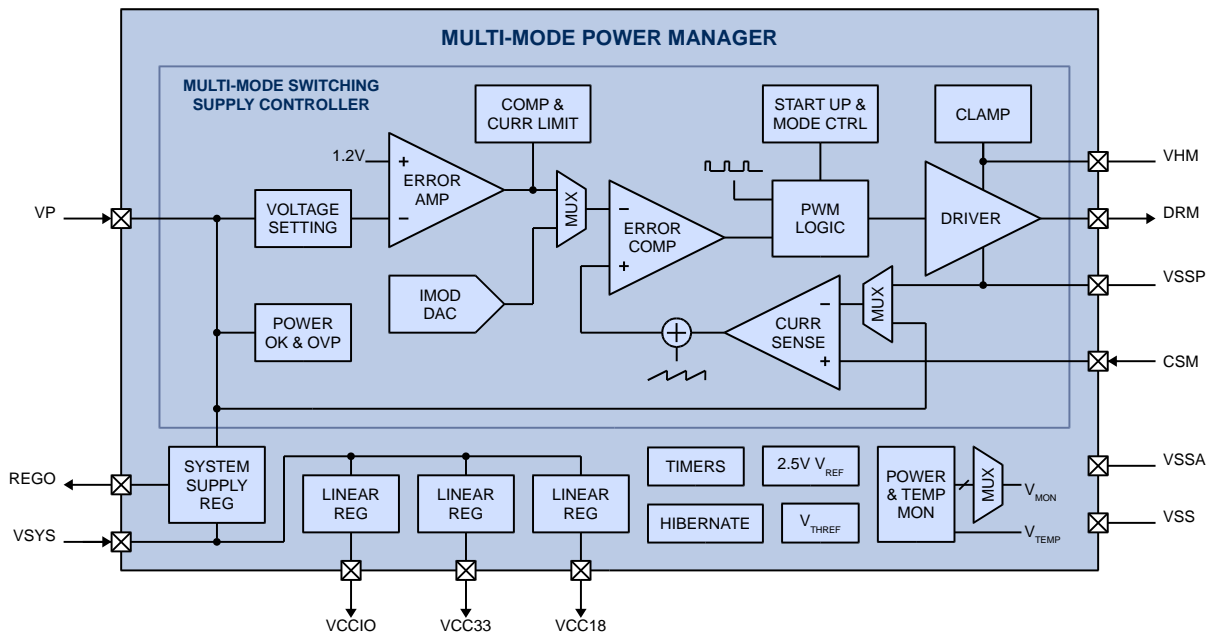 MULTI-MODE POWER MANAGER
MULTI-MODE SWITCHING
SUPPLY CONTROLLER
COMP &
CURR LIMIT
START UP &
MODE CTRL
CLAMP
1.2V
+
ERROR
AMP
−
VHM
VP
VOLTAGE
SETTING
MUX
−
ERROR
COMP
+
PWM
LOGIC
DRIVER
DRM
IMOD
DAC
VSSP
POWER
OK & OVP
+
−
CURR
SENSE
+
MUX
CSM
REGO
SYSTEM
SUPPLY
REG
LINEAR
REG
LINEAR
REG
LINEAR
REG
TIMERS
2.5V VREF
POWER
& TEMP
MON
MUX
VMON
VSSA
VSYS
HIBERNATE
VTHREF
VTEMP
VSS
VCCIO
VCC33
VCC18